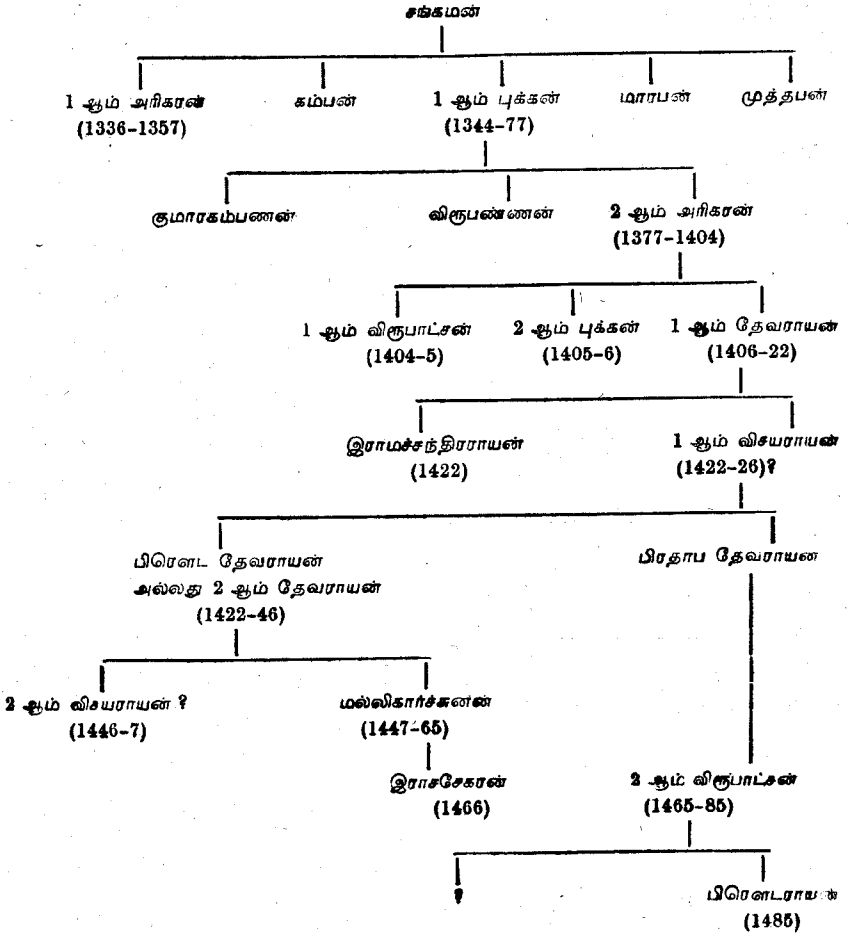 சங்கமன்
1 ஆம் அரிகரன் கம்பன் 1 ஆம் புக்கன் மாரபன் முத்தபன்
(1336-1357) (1344-77)
குமாரகம்பணன் விரூபண்ணன் 2 ஆம் அரிகரன்
(1377-1404)
1 ஆம் விரூபாட்சன் 2 ஆம் புக்கன் 1 ஆம் தேவராயன்
(1404-5) (1405-6) (1406-22)
இராமச்சந்திரராயன் 1 ஆம் விசயராயன்
(1422) (1422-26)?
பிரௌட தேவராயன் பிரதாப தேவராயன்
அல்லது 2 ஆம் தேவராயன்
(1422-46)
2 ஆம் விசயராயன் ? மல்லிகார்ச்சுனன்
(1446-7) (1447-65)
இராசசேகரன் 2 ஆம் விரூபாட்சன்
(1466) (1465-85)
? பிரௌடராயன்
(1485)